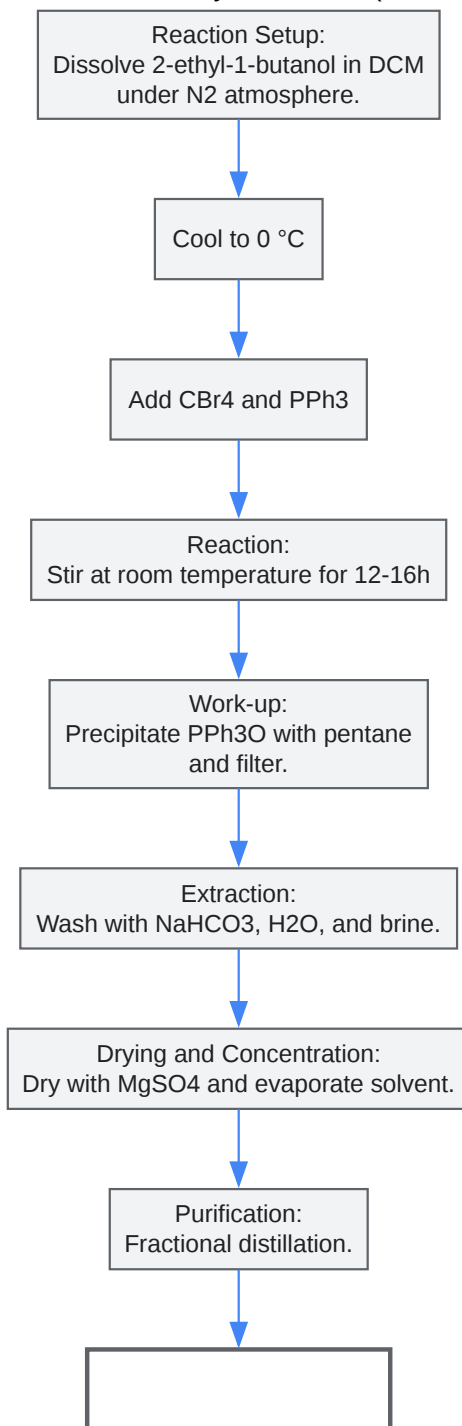 Reaction Setup:
Dissolve 2-ethyl-1-butanol in DCM
under N2 atmosphere.
Cool to 0 °C
Add CBr4 and PPh3
Reaction:
Stir at room temperature for 12-16h
Work-up:
Precipitate PPh3O with pentane
and filter.
Extraction:
Wash with NaHCO3, H2O, and brine.
Drying and Concentration:
Dry with MgSO4 and evaporate solvent.
Purification:
Fractional distillation.